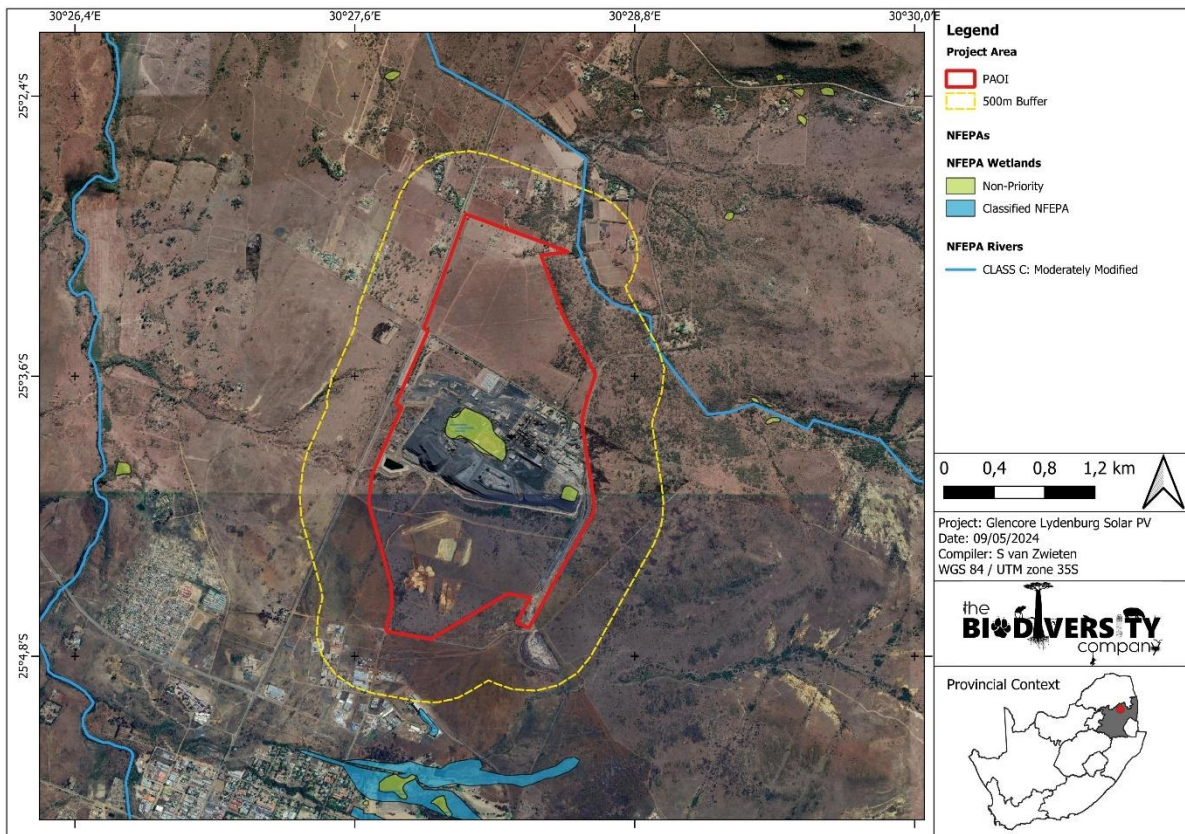 30°26,4'E 30°27,6'E 30°28,8'E 30°30,0'E
25°2,4'S
25°3,6'S
25°4,8'S
Legend
Project Area
PAOI
500m Buffer
NFEPAs
NFEPA Wetlands
Non-Priority
Classified NFEPA
NFEPA Rivers
CLASS C: Moderately Modified
0 0,4 0,8 1,2 km
Project: Glencore Lydenburg Solar PV
Date: 09/05/2024
Compiler: S van Zwieten
WGS 84 / UTM zone 35S
the
BIODIVERSITY
company
Provincial Context